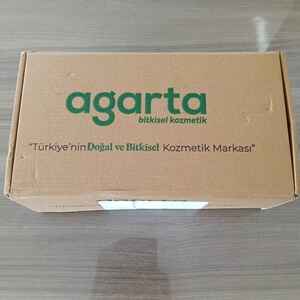 agarta
bitkisel kozmetik
"Türkiye'nin Doğal ve Bitkisel Kozmetik Markası"